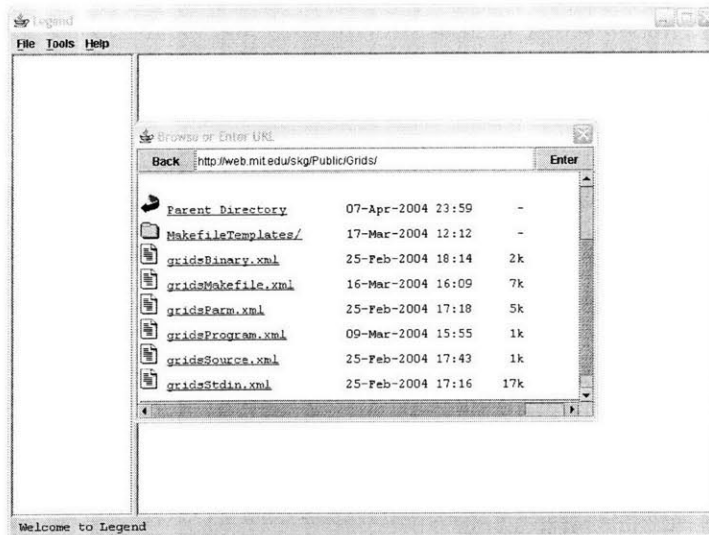 Legend
File Tools Help
Browse or Enter URL
Back http://web.mit.edu/skg/Public/Grids/ Enter
Parent Directory 07-Apr-2004 23:59 -
MakefileTemplates/ 17-Mar-2004 12:12 -
gridsBinary.xml 25-Feb-2004 18:14 2k
gridsMakefile.xml 16-Mar-2004 16:09 7k
gridsParm.xml 25-Feb-2004 17:18 5k
gridsProgram.xml 09-Mar-2004 15:55 1k
gridsSource.xml 25-Feb-2004 17:43 1k
gridsStdin.xml 25-Feb-2004 17:16 17k
Welcome to Legend